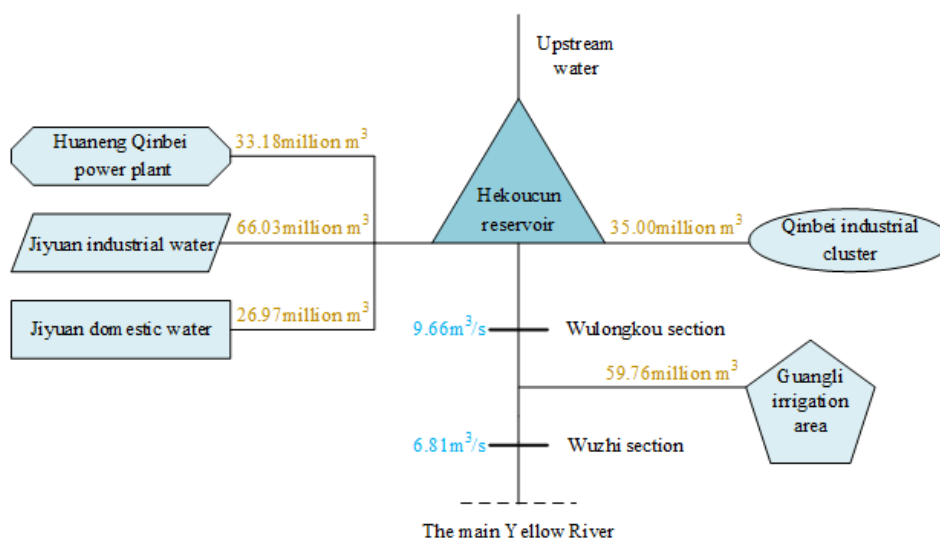 Upstream
water
Huaneng Qinbei
power plant
33.18million m³
Hekoucun
reservoir
Jiyuan industrial water
66.03million m³
35.00million m³
Qinbei industrial
cluster
Jiyuan domestic water
26.97million m³
9.66m³/s
Wulongkou section
59.76million m³
Guangli
irrigation
area
6.81m³/s
Wuzhi section
The main Yellow River